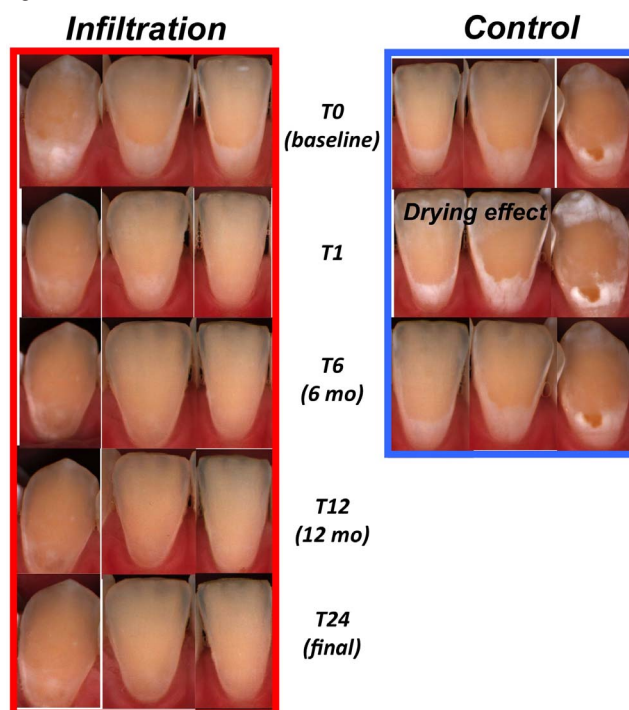 Infiltration
Control
T0
(baseline)
Drying effect
T1
T6
(6 mo)
T12
(12 mo)
T24
(final)